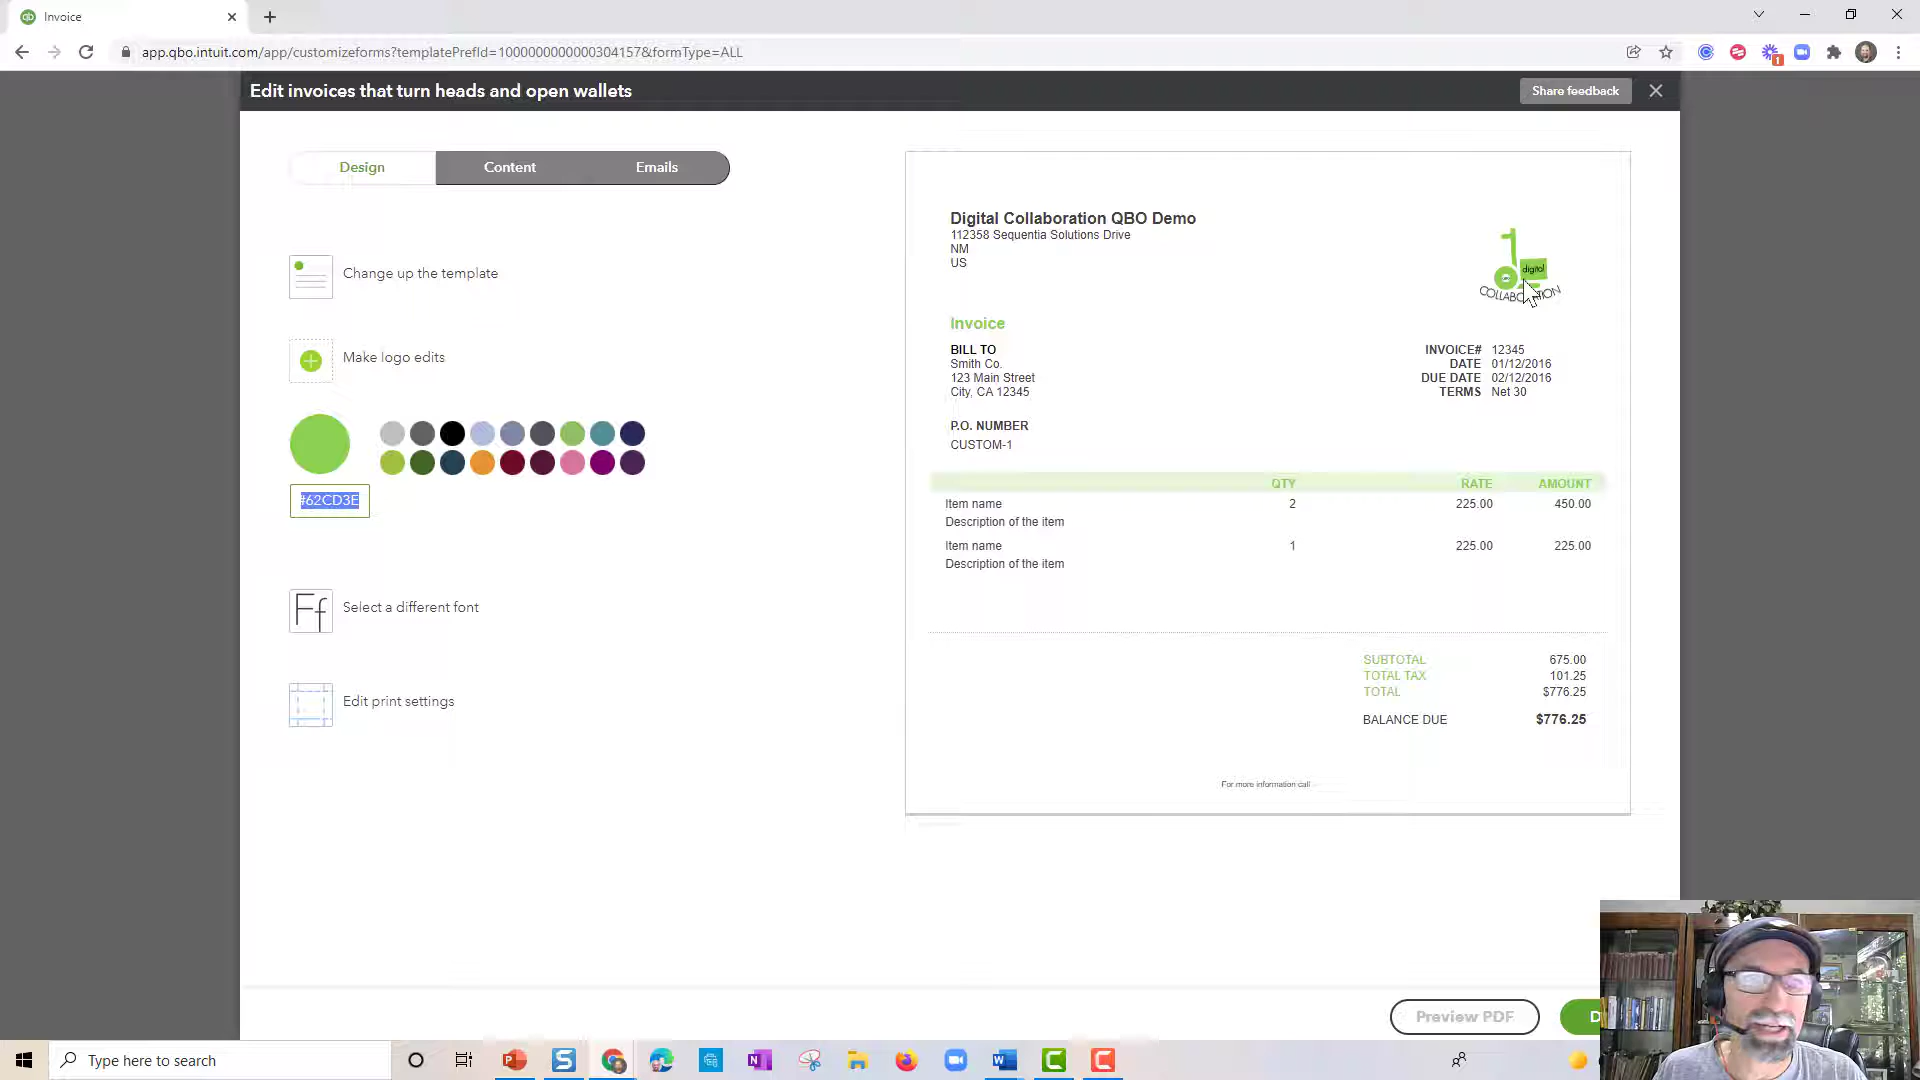 Invoice
app.qbo.intuit.com/app/customizeforms?templatePrefId=1000000000000304157&formType=ALL
1
Edit invoices that turn heads and open wallets
Share feedback
Design
Content
Emails
Change up the template
Make logo edits
#62CD3E
Ff
Select a different font
Edit print settings
Digital Collaboration QBO Demo
112358 Sequentia Solutions Drive
NM
US
digital
Invoice
BILL TO
Smith Co.
123 Main Street
City, CA 12345
INVOICE# 12345
DATE 01/12/2016
DUE DATE 02/12/2016
TERMS Net 30
P.O. NUMBER
CUSTOM-1
QTY RATE AMOUNT
Item name 2 225.00 450.00
Description of the item
Item name 1 225.00 225.00
Description of the item
SUBTOTAL 675.00
TOTAL TAX 101.25
TOTAL $776.25
BALANCE DUE $776.25
For more information call
Preview PDF
Type here to search